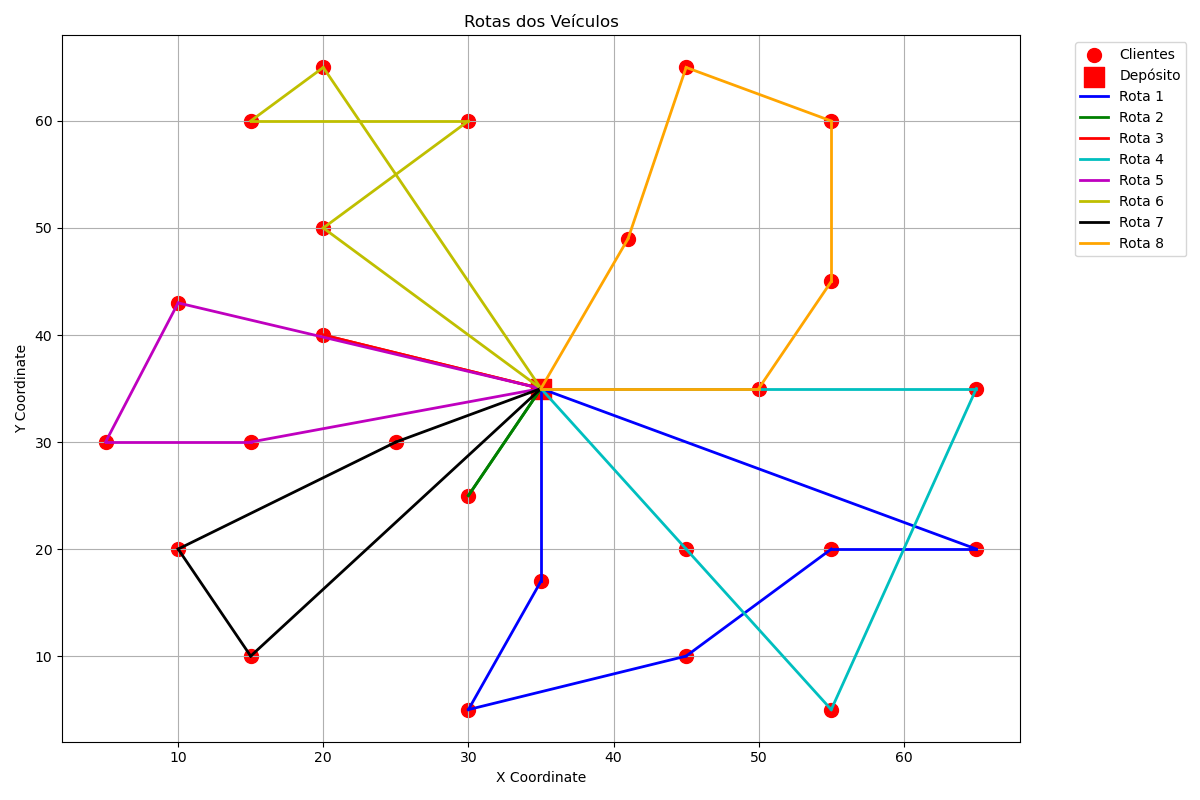 Rotas dos Veículos
Clientes
Depósito
Rota 1
Rota 2
Rota 3
Rota 4
Rota 5
Rota 6
Rota 7
Rota 8
Y Coordinate
60
50
40
30
20
10
10 20 30 40 50 60
X Coordinate